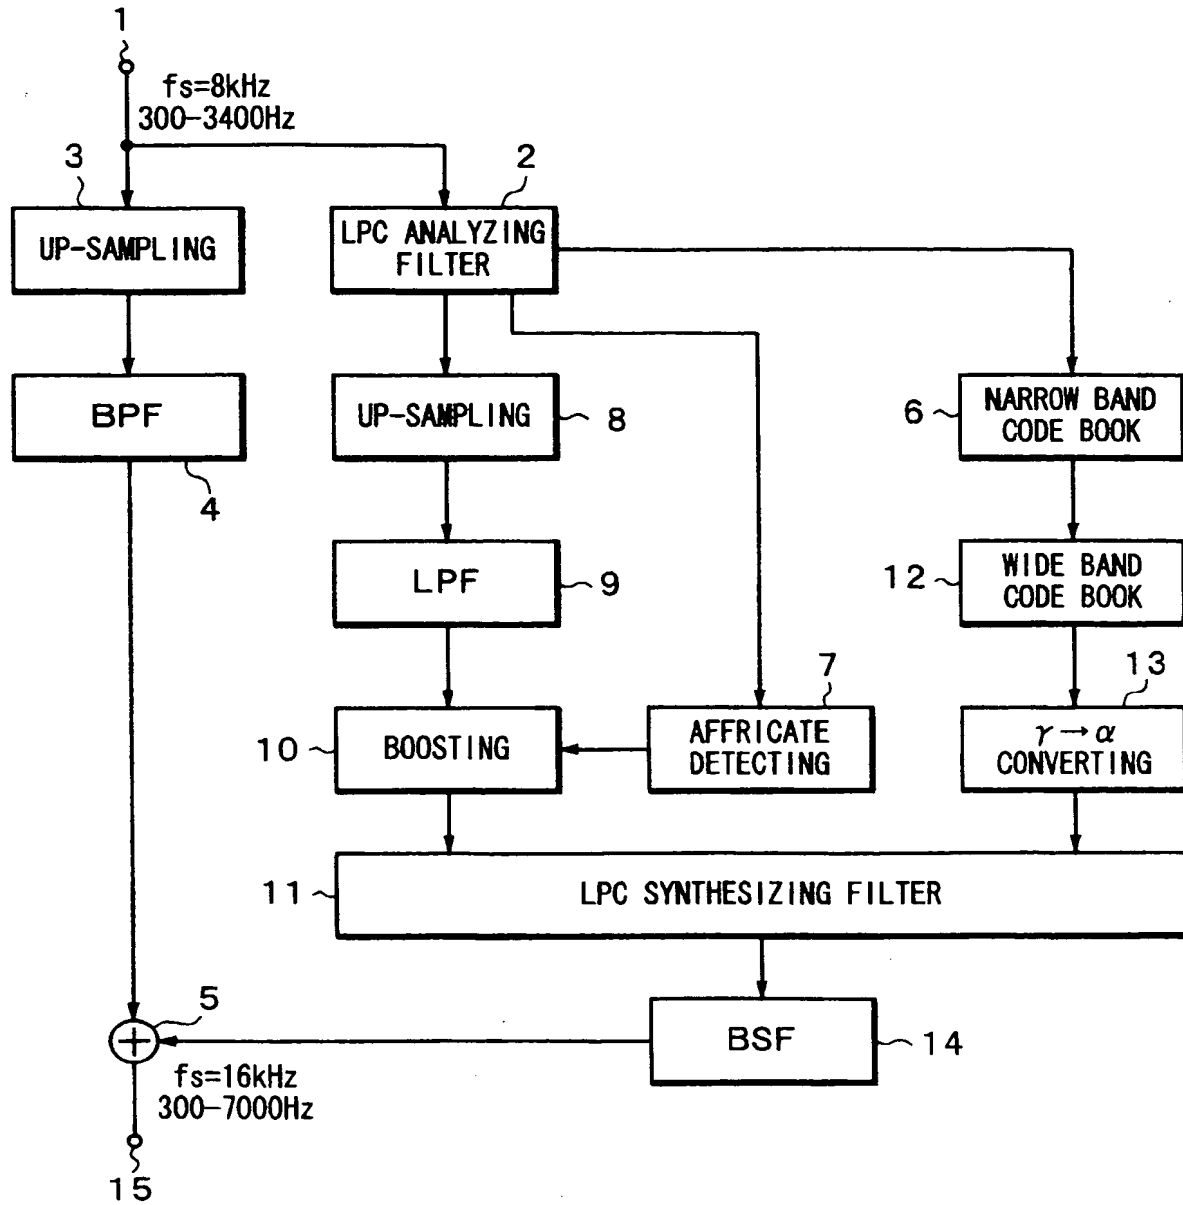 1
fs=8kHz
300-3400Hz
3
2
UP-SAMPLING
LPC ANALYZING
FILTER
BPF
4
UP-SAMPLING
8
6
NARROW BAND
CODE BOOK
LPF
9
12
WIDE BAND
CODE BOOK
7
13
10
BOOSTING
AFFRICATE
DETECTING
γ→α
CONVERTING
11
LPC SYNTHESIZING FILTER
5
BSF
14
fs=16kHz
300-7000Hz
15